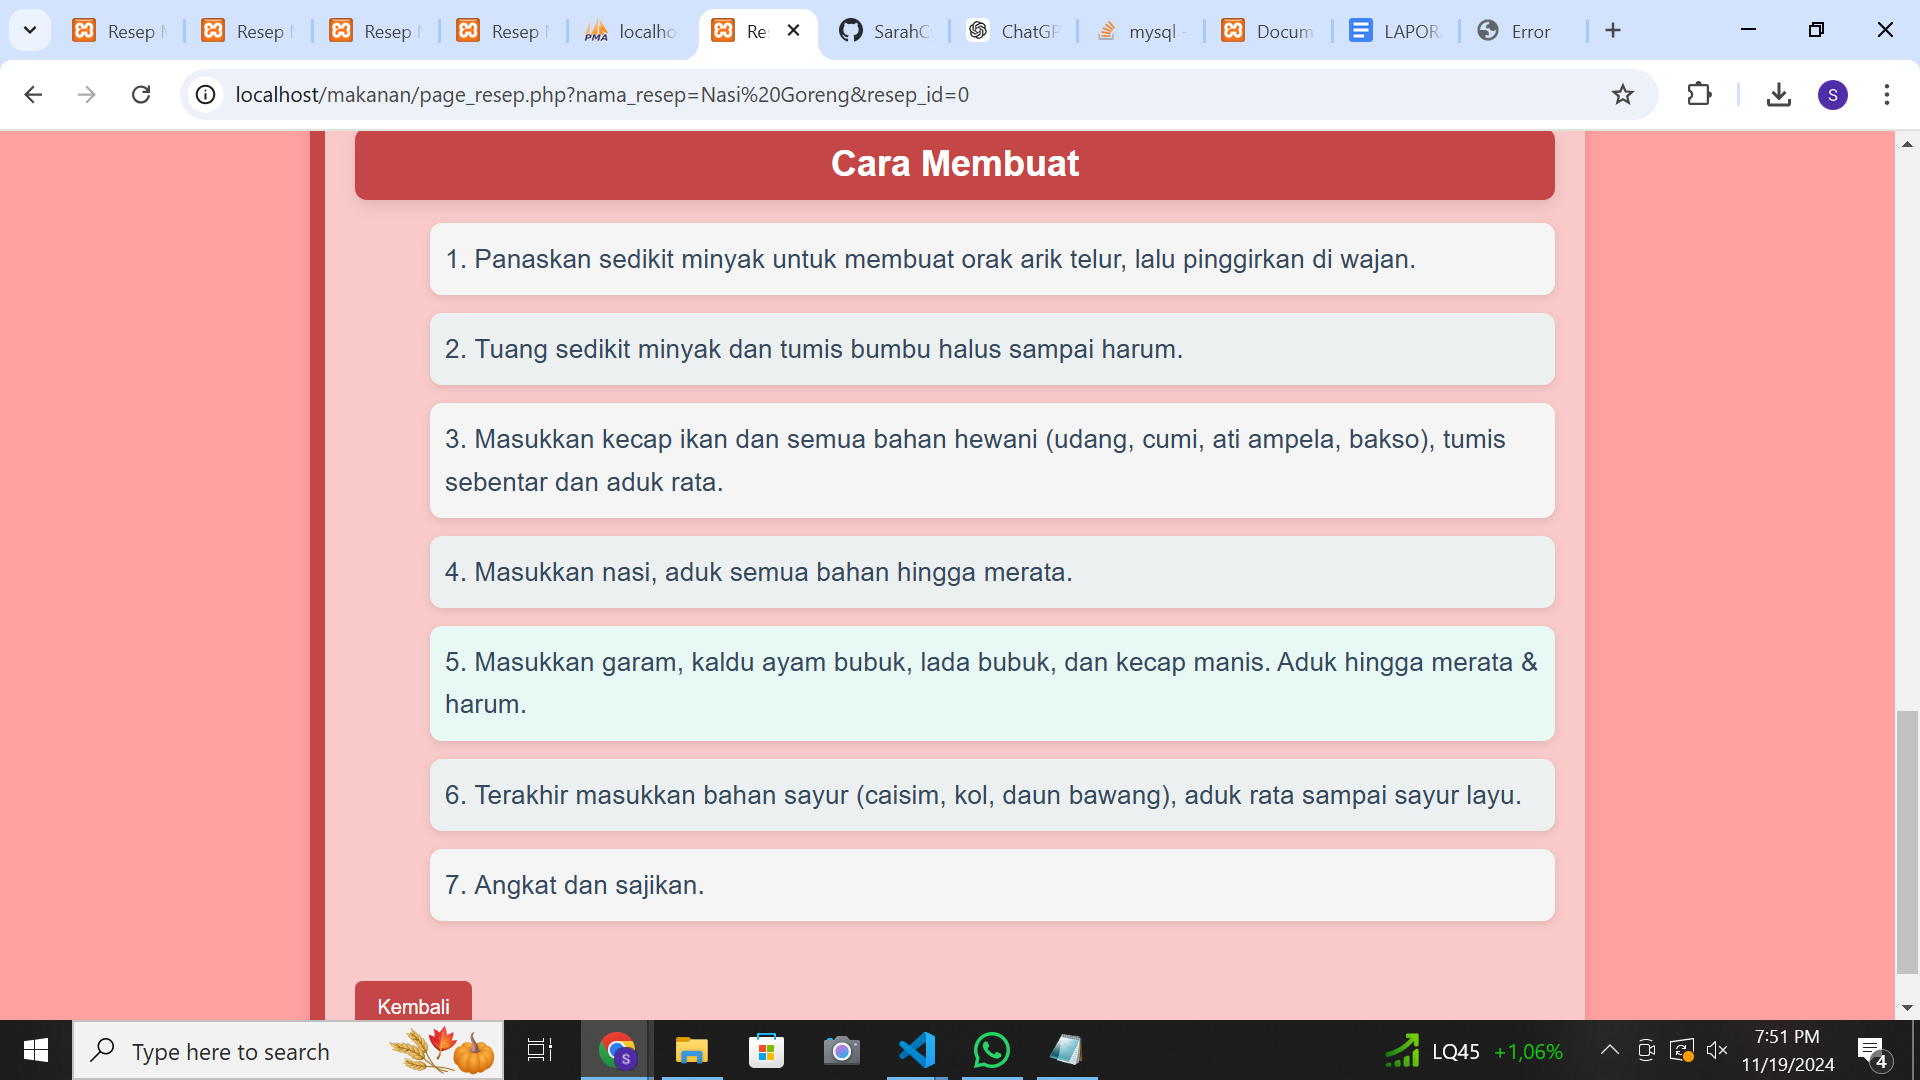 Resep
Resep
Resep
Resep
PMA
localho
Re
SarahC
ChatGP
mysql -
Docum
LAPOR
Error
localhost/makanan/page_resep.php?nama_resep=Nasi%20Goreng&resep_id=0
S
Cara Membuat
1. Panaskan sedikit minyak untuk membuat orak arik telur, lalu pinggirkan di wajan.
2. Tuang sedikit minyak dan tumis bumbu halus sampai harum.
3. Masukkan kecap ikan dan semua bahan hewani (udang, cumi, ati ampela, bakso), tumis
sebentar dan aduk rata.
4. Masukkan nasi, aduk semua bahan hingga merata.
5. Masukkan garam, kaldu ayam bubuk, lada bubuk, dan kecap manis. Aduk hingga merata &
harum.
6. Terakhir masukkan bahan sayur (caisim, kol, daun bawang), aduk rata sampai sayur layu.
7. Angkat dan sajikan.
Kembali
Type here to search
S
LQ45 +1,06%
7:51 PM
11/19/2024
4